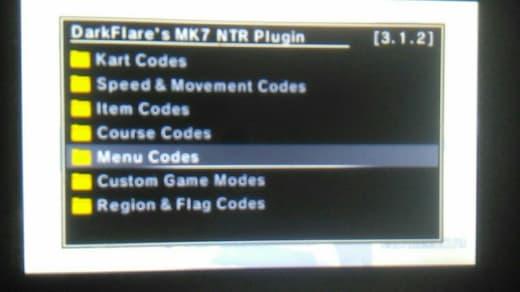 DarkFlare's MK7 NTR Plugin [3.1.2]
Kart Codes
Speed & Movement Codes
Item Codes
Course Codes
Menu Codes
Custom Game Modes
Region & Flag Codes